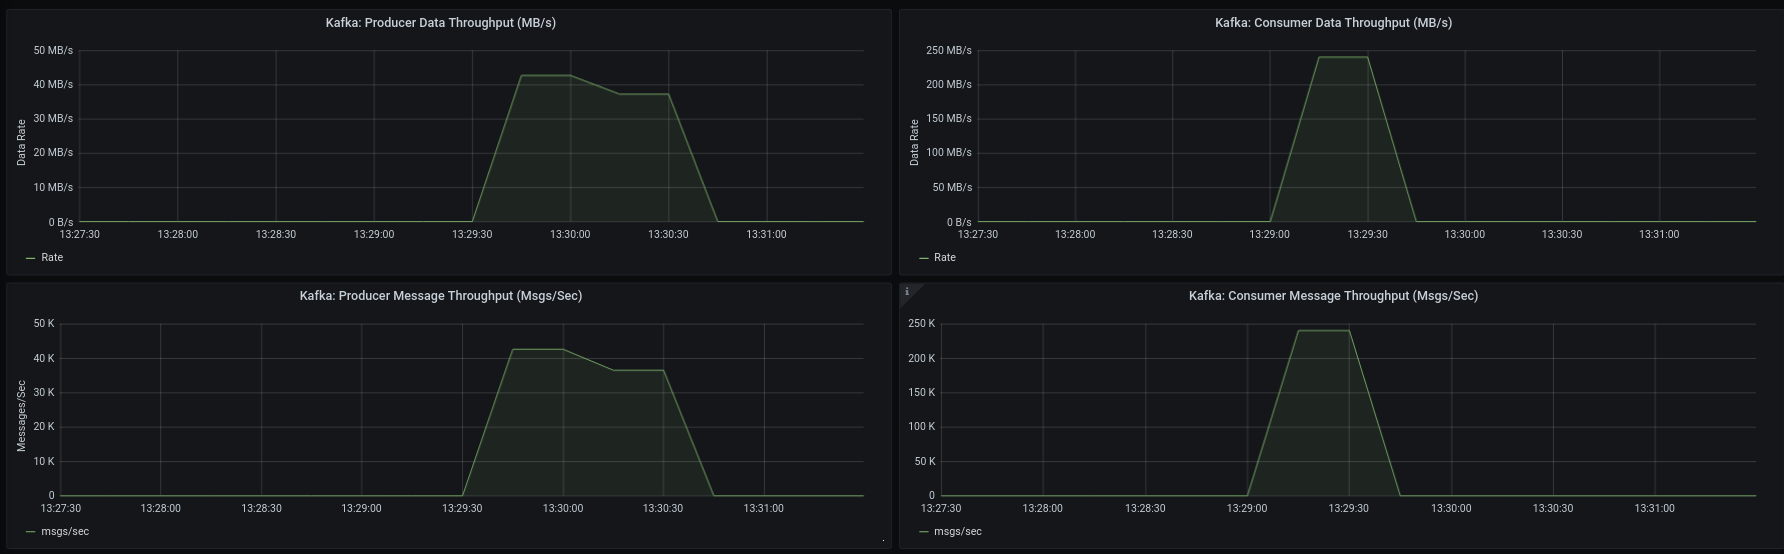 Kafka: Producer Data Throughput (MB/s)
50 MB/s
40 MB/s
30 MB/s
20 MB/s
10 MB/s
0 B/s
Data Rate
13:27:30 13:28:00 13:28:30 13:29:00 13:29:30 13:30:00 13:30:30 13:31:00
Rate
Kafka: Consumer Data Throughput (MB/s)
250 MB/s
200 MB/s
150 MB/s
100 MB/s
50 MB/s
0 B/s
Data Rate
13:27:30 13:28:00 13:28:30 13:29:00 13:29:30 13:30:00 13:30:30 13:31:00
Rate
Kafka: Producer Message Throughput (Msgs/Sec)
50 K
40 K
30 K
20 K
10 K
0
Messages/Sec
13:27:30 13:28:00 13:28:30 13:29:00 13:29:30 13:30:00 13:30:30 13:31:00
msgs/sec
i
Kafka: Consumer Message Throughput (Msgs/Sec)
250 K
200 K
150 K
100 K
50 K
0
13:27:30 13:28:00 13:28:30 13:29:00 13:29:30 13:30:00 13:30:30 13:31:00
msgs/sec